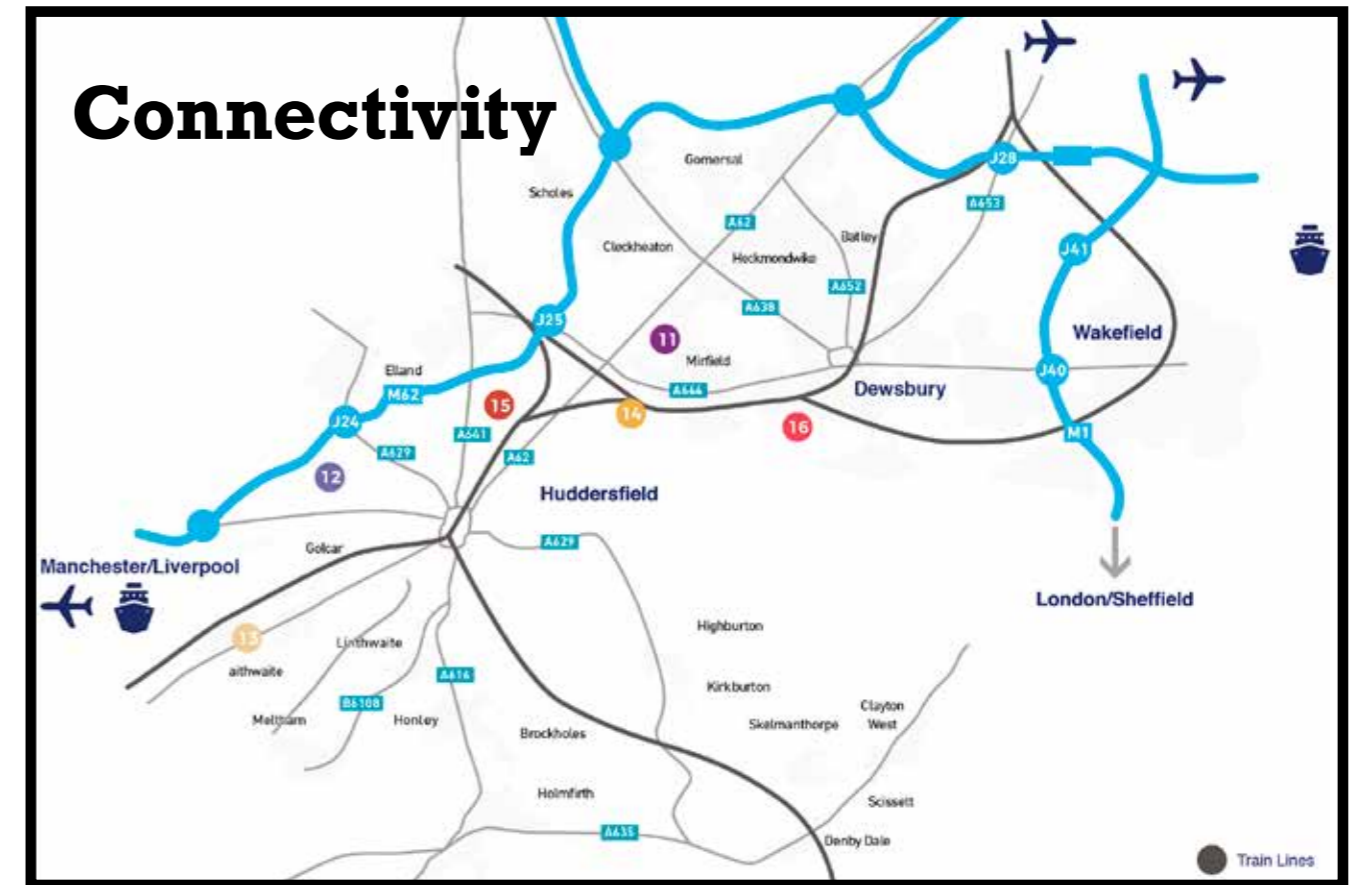 Connectivity
Gomersal
J28
Scholes
A653
A62
Batley
Cleckheaton
Heckmondwike
J41
A652
A638
J25
11
Wakefield
Mirfield
Elland
J40
M62
A644
Dewsbury
15
14
J24
16
A641
M1
A629
A62
12
Huddersfield
A629
Golcar
Manchester/Liverpool
London/Sheffield
Highburton
13
Linthwaite
aithwaite
A616
Kirkburton
B6108
Clayton
West
Meltham
Honley
Skelmanthorpe
Brockholes
Holmfirth
Scissett
A635
Denby Dale
Train Lines